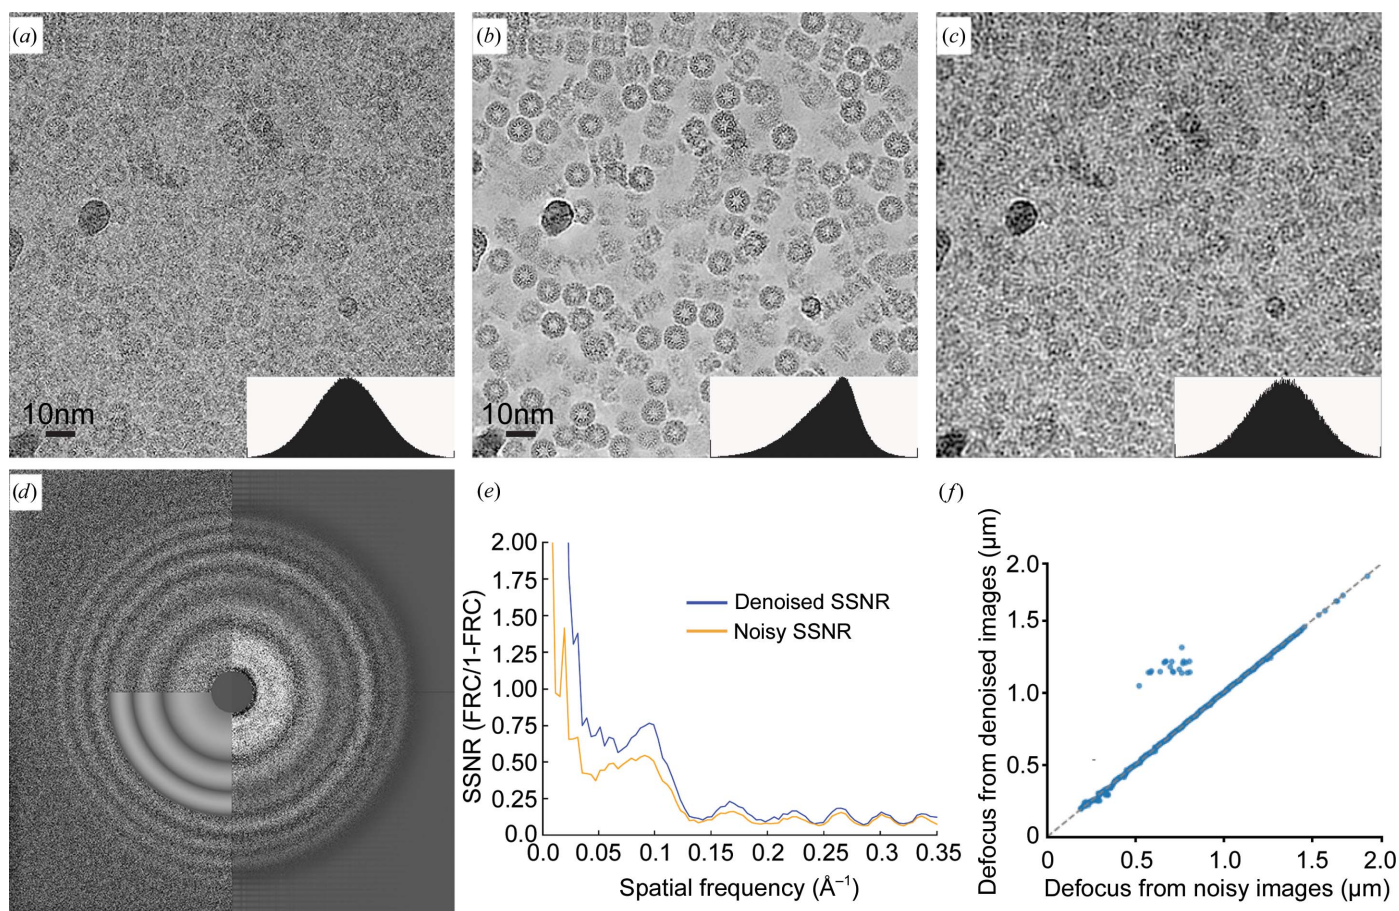 (a)
(b)
(c)
10nm
10nm
(d)
(e)
(f)
SSNR (FRC/1-FRC)
2.00
1.75
1.50
1.25
1.00
0.75
0.50
0.25
0.0
Denoised SSNR
Noisy SSNR
0.0 0.05 0.1 0.15 0.2 0.25 0.3 0.35
Spatial frequency (Å⁻¹)
Defocus from denoised images (µm)
2.0
1.5
1.0
0.5
0
0 0.5 1.0 1.5 2.0
Defocus from noisy images (µm)